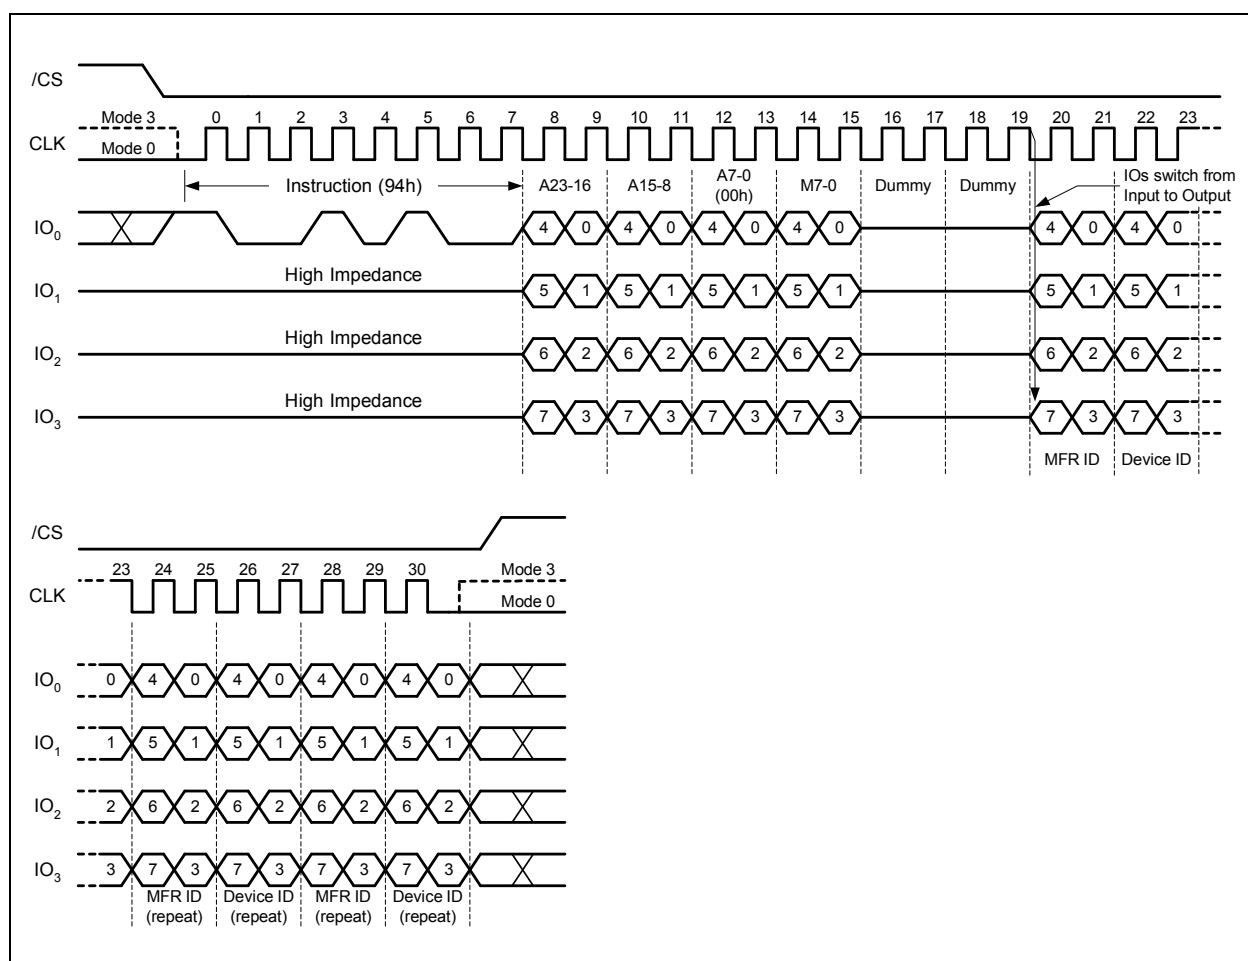 /CS
Mode 3 0 1 2 3 4 5 6 7 8 9 10 11 12 13 14 15 16 17 18 19 20 21 22 23
CLK
Mode 0
Instruction (94h) A23-16 A15-8 A7-0 (00h) M7-0 Dummy Dummy IOs switch from Input to Output
IO0 4 0 4 0 4 0 4 0 4 0 4 0
High Impedance
IO1 5 1 5 1 5 1 5 1 5 1 5 1
High Impedance
IO2 6 2 6 2 6 2 6 2 6 2 6 2
High Impedance
IO3 7 3 7 3 7 3 7 3 7 3 7 3
MFR ID Device ID
/CS
23 24 25 26 27 28 29 30 Mode 3
CLK
Mode 0
IO0 0 4 0 4 0 4 0 4 0
IO1 1 5 1 5 1 5 1 5 1
IO2 2 6 2 6 2 6 2 6 2
IO3 3 7 3 7 3 7 3 7 3
MFR ID Device ID MFR ID Device ID
(repeat) (repeat) (repeat) (repeat)